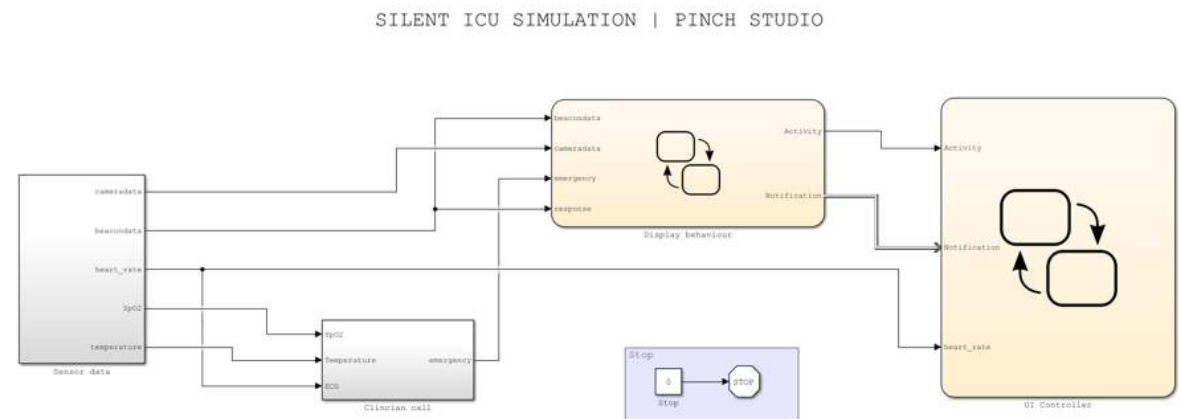 SILENT ICU SIMULATION | PINCH STUDIO
cameradata
beacondata
heart_rate
SpO2
temperature
Sensor data
SpO2
Temperature
ECG
emergency
Clincian call
beacondata
cameradata
emergency
response
Activity
Notification
Display behaviour
Stop
0
STOP
Stop
Activity
Notification
heart_rate
UI Controller